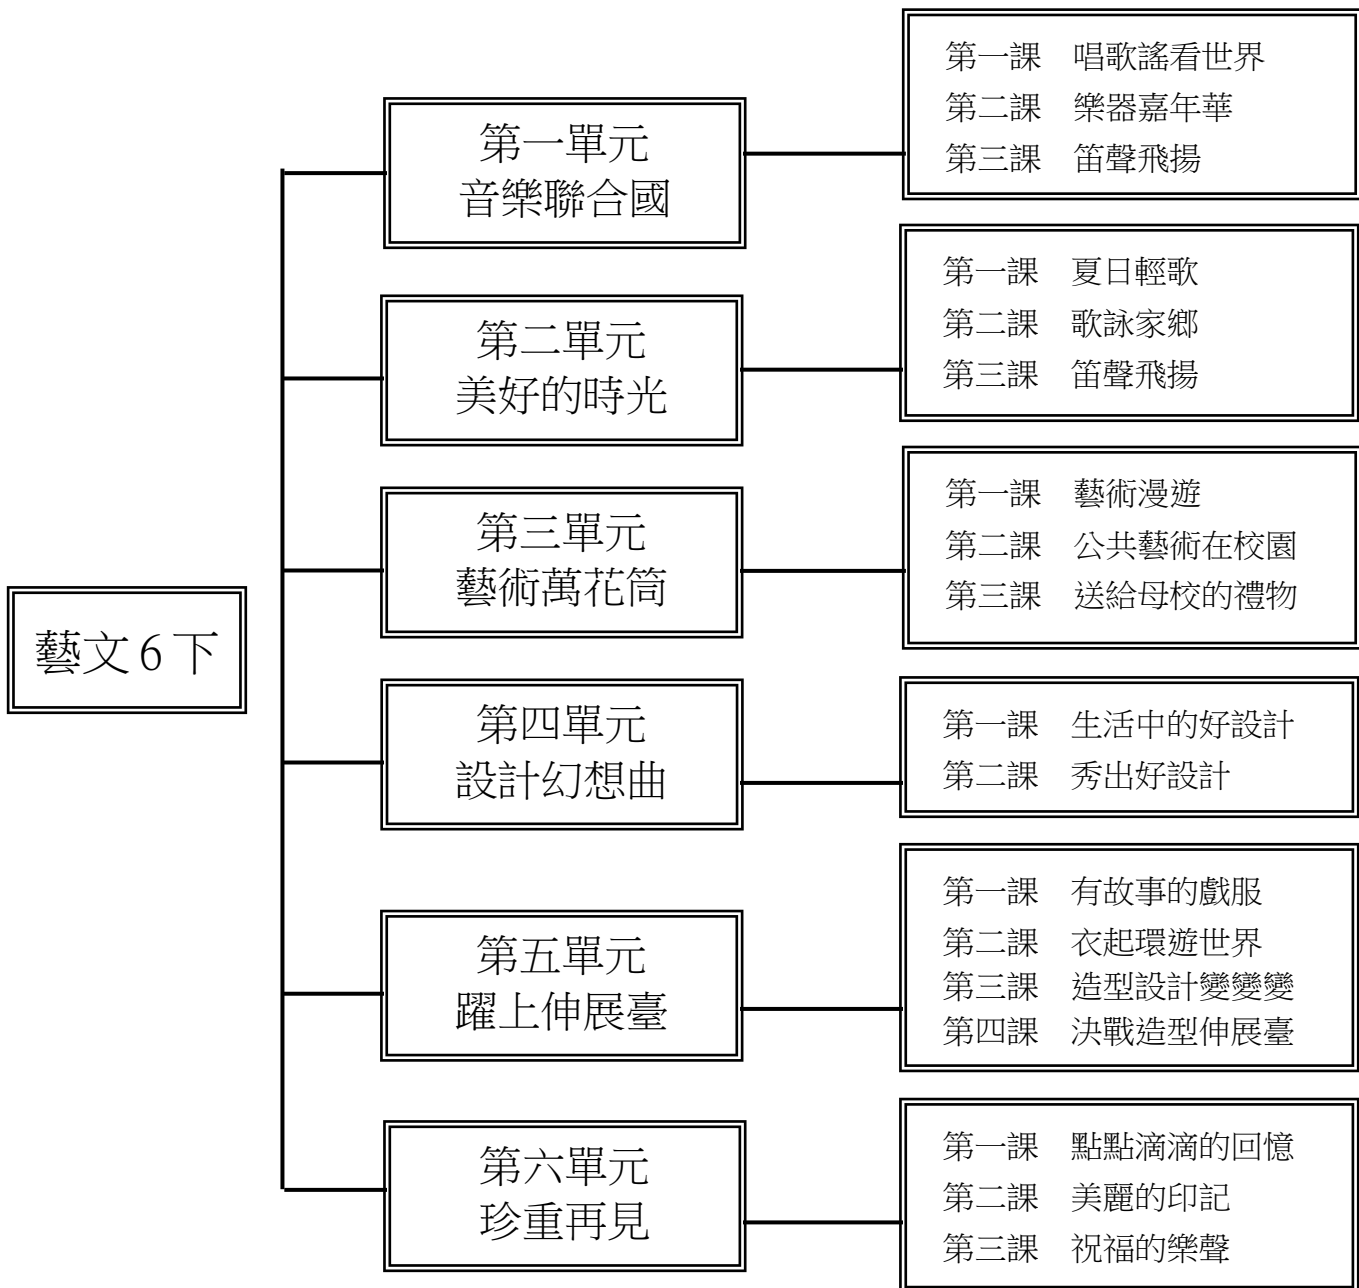 藝文6下
第一單元
音樂聯合國
第一課　唱歌謠看世界
第二課　樂器嘉年華
第三課　笛聲飛揚
第二單元
美好的時光
第一課　夏日輕歌
第二課　歌詠家鄉
第三課　笛聲飛揚
第三單元
藝術萬花筒
第一課　藝術漫遊
第二課　公共藝術在校園
第三課　送給母校的禮物
第四單元
設計幻想曲
第一課　生活中的好設計
第二課　秀出好設計
第五單元
躍上伸展臺
第一課　有故事的戲服
第二課　衣起環遊世界
第三課　造型設計變變變
第四課　決戰造型伸展臺
第六單元
珍重再見
第一課　點點滴滴的回憶
第二課　美麗的印記
第三課　祝福的樂聲